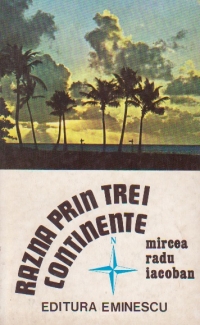 RAZNA PRIN TREI
CONTINENTE
N
mircea
radu
iacoban
EDITURA EMINESCU